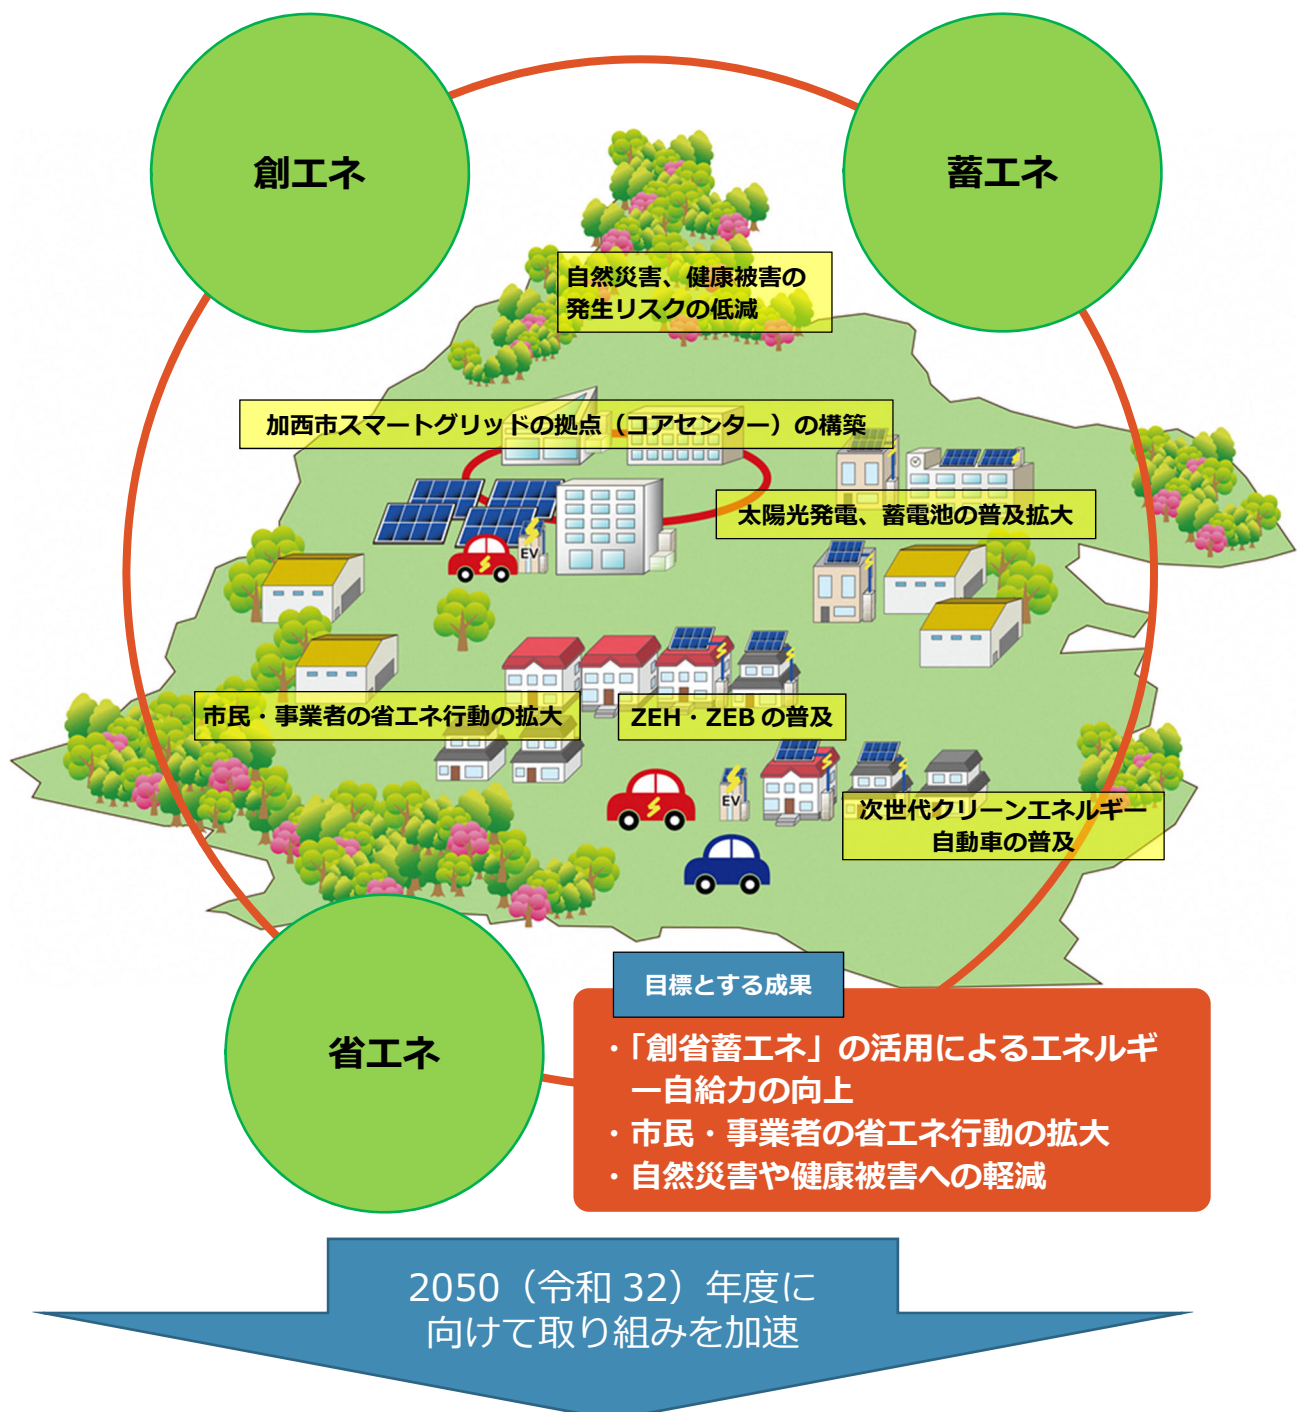 創エネ
蓄エネ
自然災害、健康被害の
発生リスクの低減
加西市スマートグリッドの拠点（コアセンター）の構築
太陽光発電、蓄電池の普及拡大
EV
市民・事業者の省エネ行動の拡大
ZEH・ZEB の普及
EV
次世代クリーンエネルギー
自動車の普及
省エネ
目標とする成果
・「創省蓄エネ」の活用によるエネルギ
ー自給力の向上
・市民・事業者の省エネ行動の拡大
・自然災害や健康被害への軽減
2050（令和 32）年度に
向けて取り組みを加速